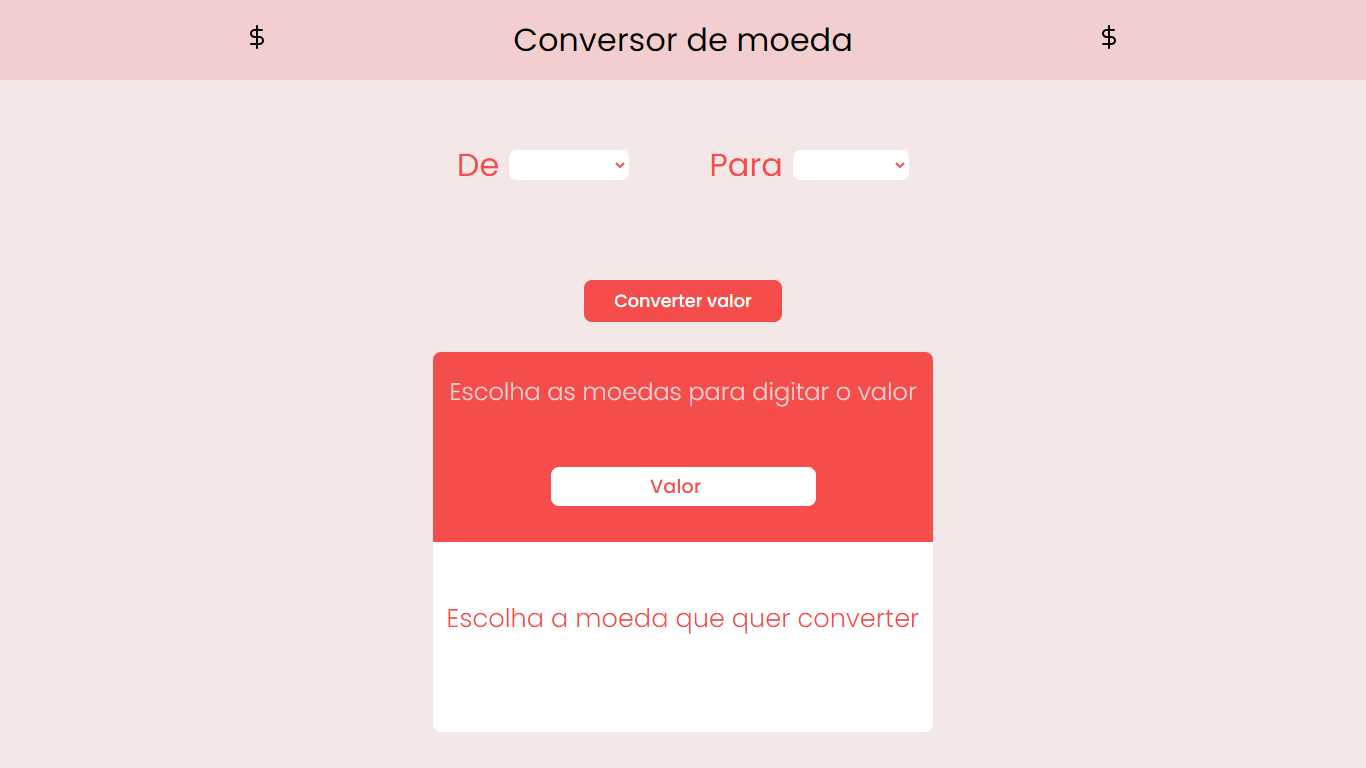 $ Conversor de moeda $
De Para
Converter valor
Escolha as moedas para digitar o valor
Valor
Escolha a moeda que quer converter